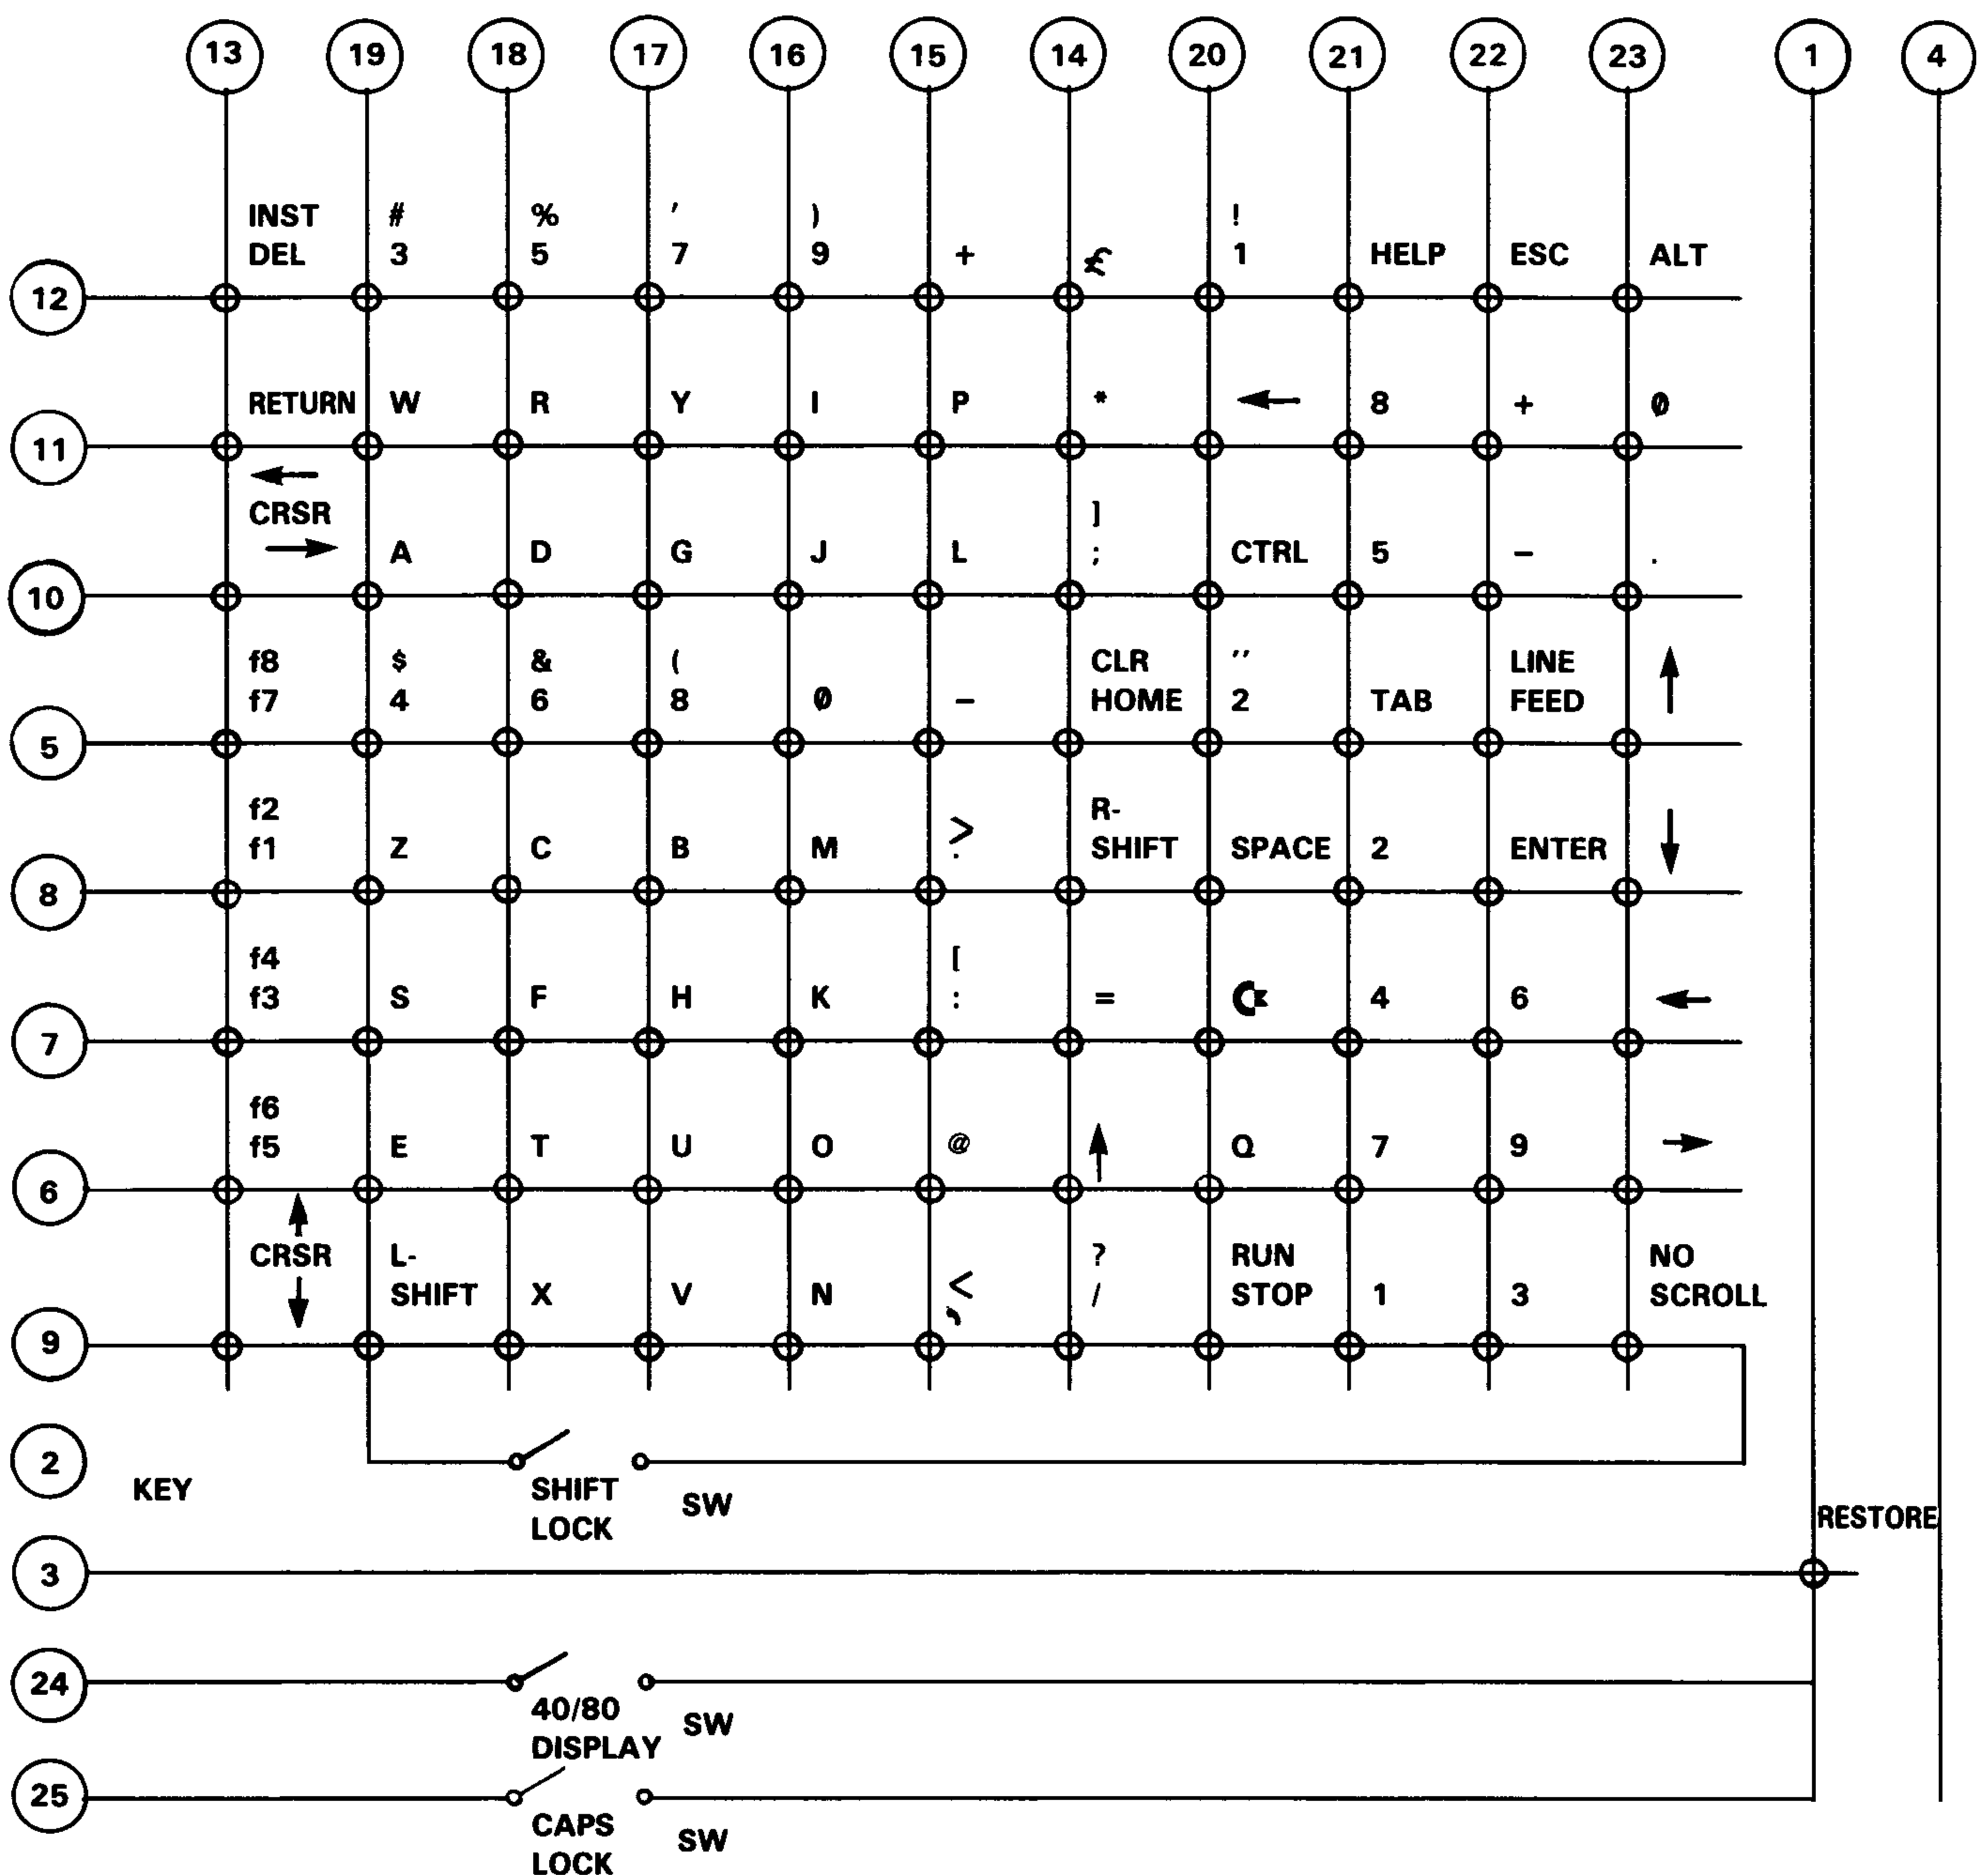 13 19 18 17 16 15 14 20 21 22 23 1 4
INST # % ' ) !
DEL 3 5 7 9 + £ 1 HELP ESC ALT
12
RETURN W R Y I P * ← 8 + 0
11
←
CRSR ]
→ A D G J L ; CTRL 5 – .
10
f8 $ & ( CLR " LINE ↑
f7 4 6 8 0 – HOME 2 TAB FEED
5
f2 > R- ↓
f1 Z C B M . SHIFT SPACE 2 ENTER
8
f4 [
f3 S F H K : = C= 4 6 ←
7
f6
f5 E T U O @ ↑ Q 7 9 →
6
↑
CRSR L- < ? RUN NO
↓ SHIFT X V N , / STOP 1 3 SCROLL
9
2
KEY SHIFT SW
LOCK
RESTORE
3
24
40/80 SW
DISPLAY
25
CAPS SW
LOCK